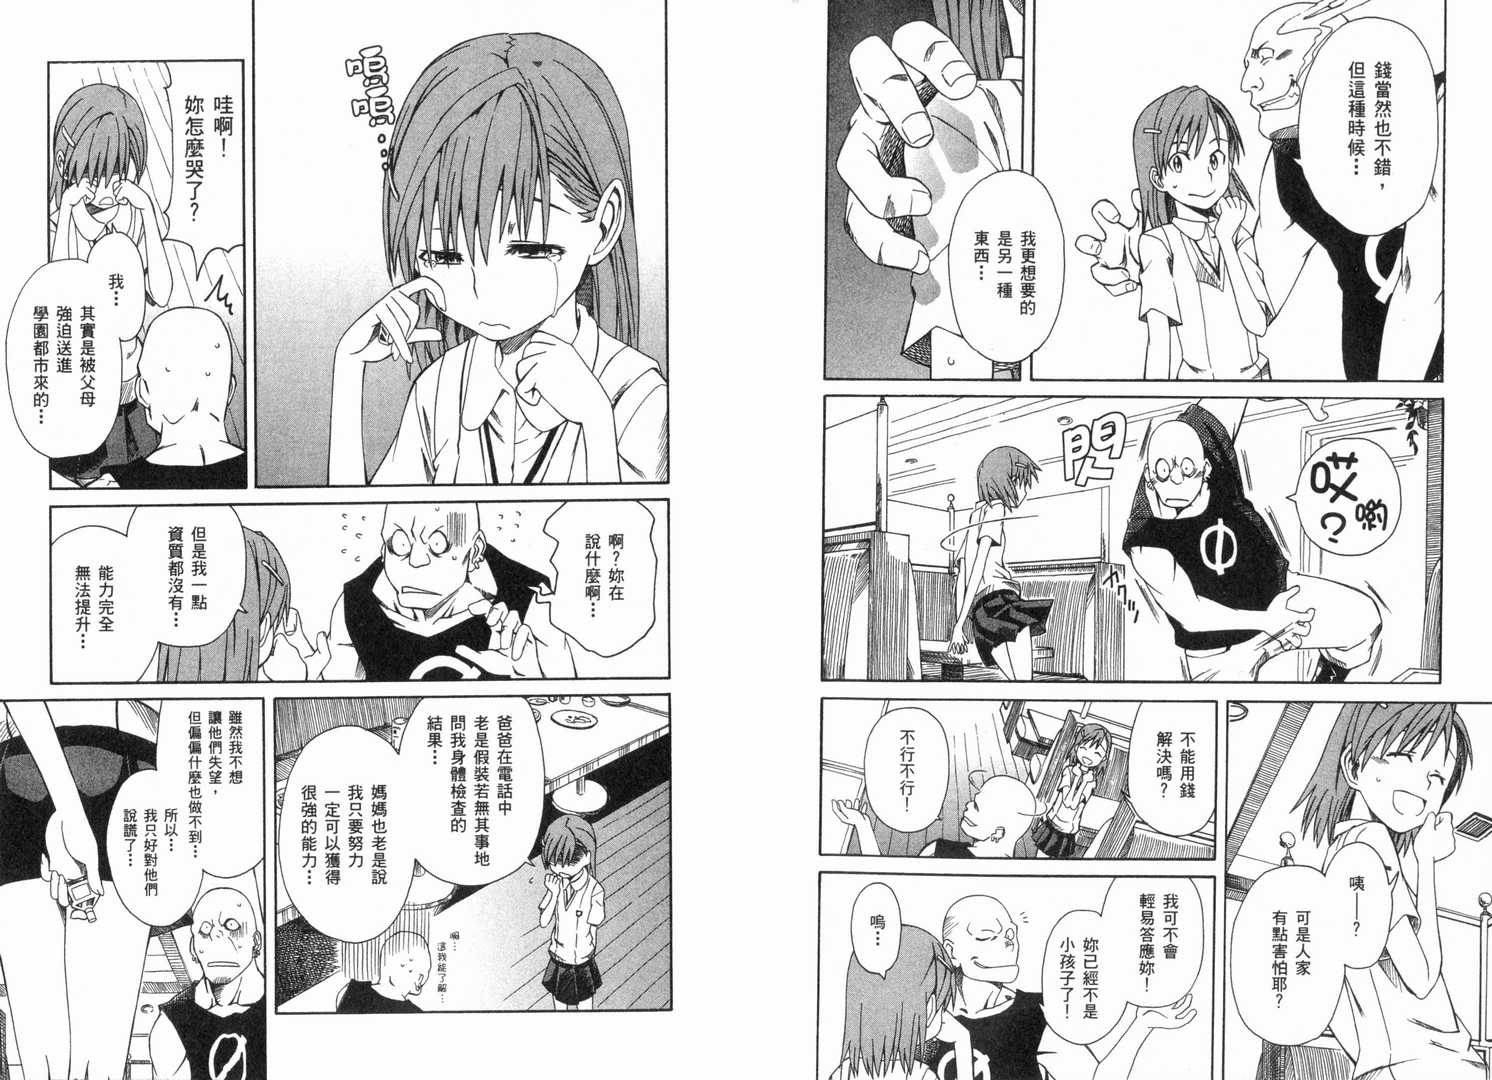 錢當然也不錯，
但這種時候…
我更想要的
是另一種
東西…
閃
哎喲
？
カクッ
咦——？
可是人家
有點害怕耶？
不能用錢
解決嗎？
不行不行！
我可不會
輕易答應妳！
妳已經不是
小孩子了！
嗚…
嗚嗚…
哇啊！
妳怎麼哭了？
我…
其實是被父母
強迫送進
學園都市來的…
啊？妳在
說什麼啊…
但是我一點
資質都沒有…
能力完全
無法提升…
爸爸在電話中
老是假裝若無其事地
問我身體檢查的
結果…
媽媽也老是說
我只要努力
一定可以獲得
很強的能力…
嗯…
這我能了解…
雖然我不想
讓他們失望，
但偏偏什麼也做不到…
所以…
我只好對他們
說謊了…